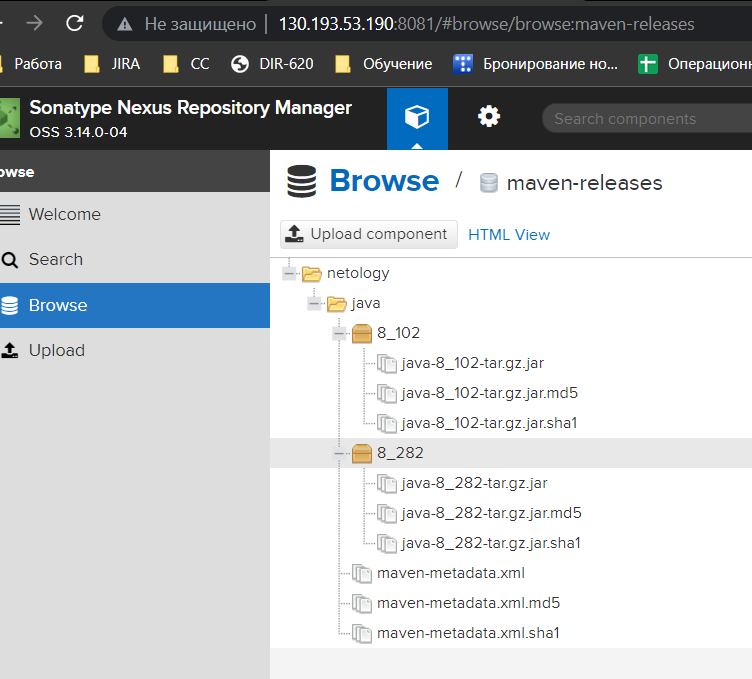 Не защищено 130.193.53.190:8081/#browse/browse:maven-releases
Работа JIRA CC DIR-620 Обучение Бронирование но... Операцион
Sonatype Nexus Repository Manager
OSS 3.14.0-04
Search components
owse
Welcome
Search
Browse
Upload
Browse / maven-releases
Upload component HTML View
netology
java
8_102
java-8_102-tar.gz.jar
java-8_102-tar.gz.jar.md5
java-8_102-tar.gz.jar.sha1
8_282
java-8_282-tar.gz.jar
java-8_282-tar.gz.jar.md5
java-8_282-tar.gz.jar.sha1
maven-metadata.xml
maven-metadata.xml.md5
maven-metadata.xml.sha1